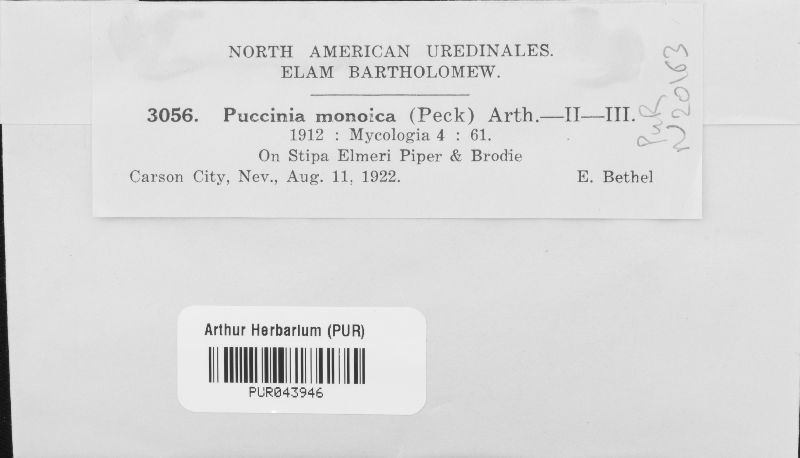 NORTH AMERICAN UREDINALES.
ELAM BARTHOLOMEW.
3056. Puccinia monoica (Peck) Arth.—II—III.
1912 : Mycologia 4 : 61.
On Stipa Elmeri Piper & Brodie
Carson City, Nev., Aug. 11, 1922. E. Bethel
PUR
N20163
Arthur Herbarium (PUR)
PUR043946